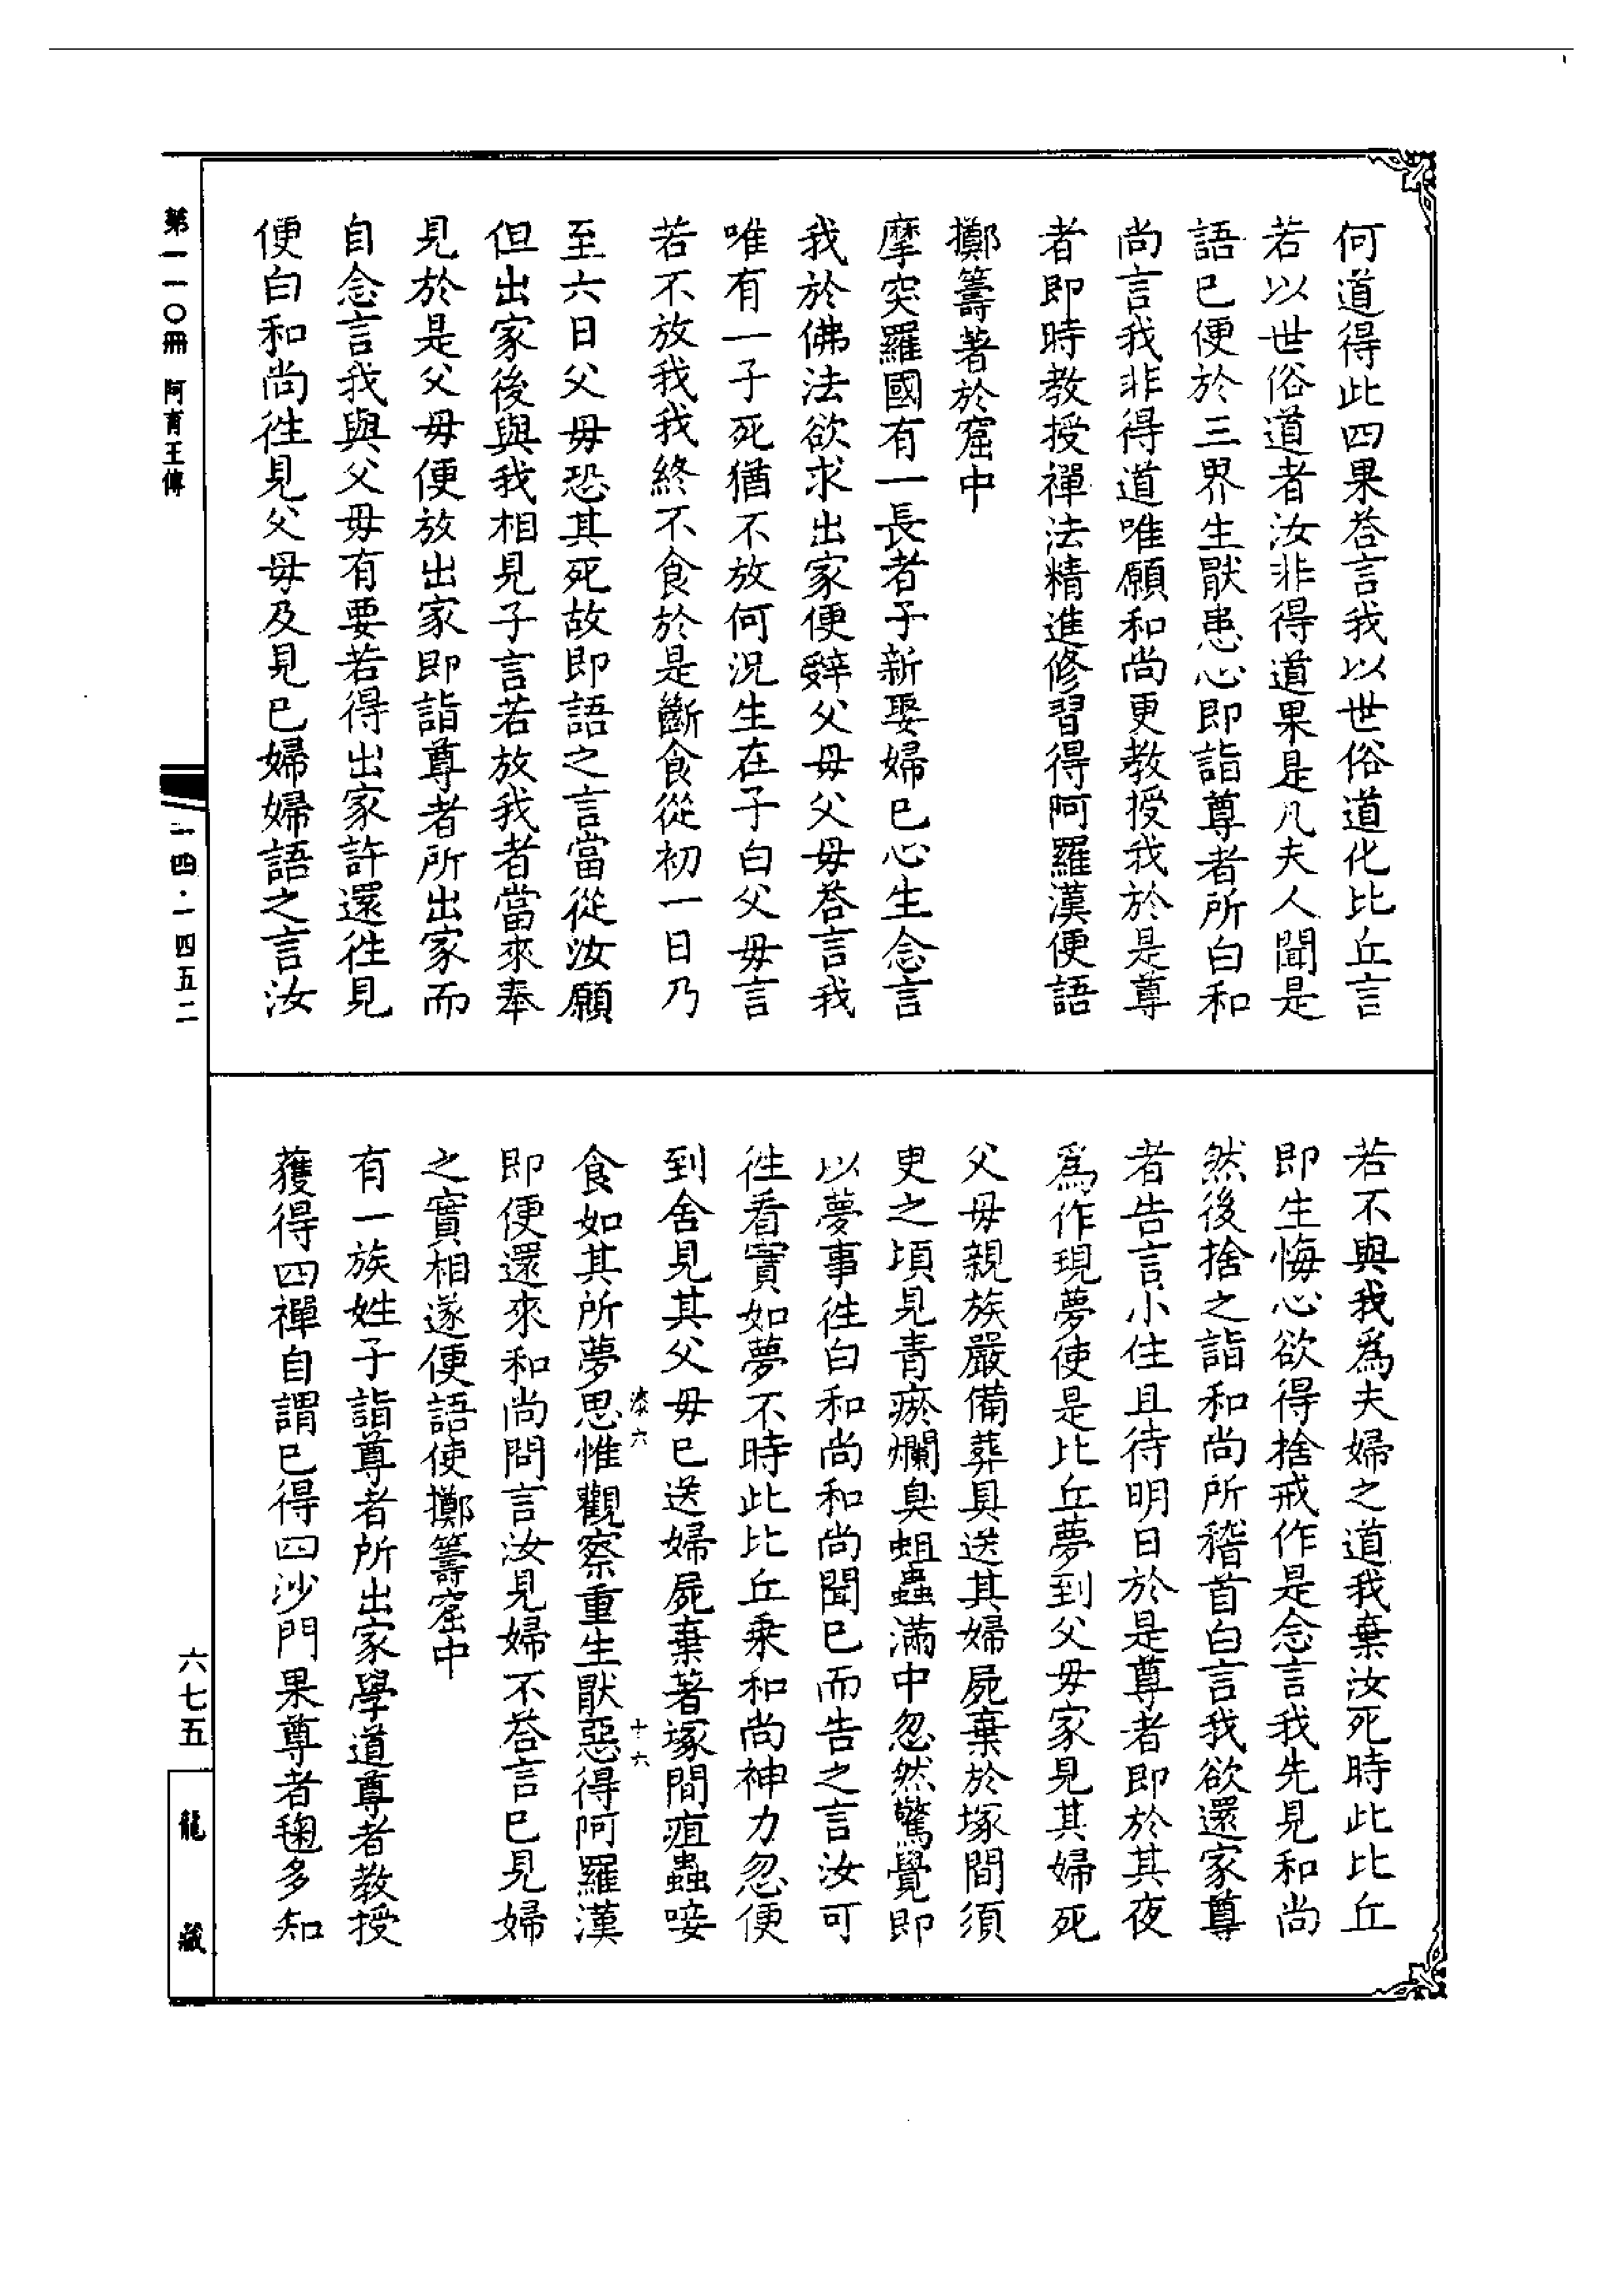 何道得此四果荅言我以世俗道化比丘言
若以世俗道者汝非得道果是凡夫人聞是
語已便於三界生厭患心即詣尊者所白和
尚言我非得道唯願和尚更教授我於是尊
者即時教授禪法精進修習得阿羅漢便語
擲籌著於窟中
摩突羅國有一長者子新娶婦已心生念言
我於佛法欲求出家便辤父母父母荅言我
唯有一子死猶不放何況生在子白父母言
若不放我我終不食於是斷食從初一日乃
至六日父母恐其死故即語之言當從汝願
但出家後與我相見子言若放我者當來奉
見於是父母便放出家即詣尊者所出家而
自念言我與父母有要若得出家許還徃見
便白和尚徃見父母及見已婦婦語之言汝
若不與我為夫婦之道我棄汝死時此比丘
即生悔心欲得捨戒作是念言我先見和尚
然後捨之詣和尚所稽首白言我欲還家尊
者告言小住且待明日於是尊者即於其夜
為作現夢使是比丘夢到父母家見其婦死
父母親族嚴備葬具送其婦屍棄於塚間須
叟之頃見青瘀爛臭蛆蟲滿中忽然驚覺即
以夢事徃白和尚和尚聞已而告之言汝可
徃看實如夢不時此比丘乘和尚神力忽便
到舍見其父母已送婦屍棄著塚間疽蟲唼
食如其所夢思惟觀察重生厭惡得阿羅漢
即便還來和尚問言汝見婦不荅言已見婦
之實相遂便語使擲籌窟中
有一族姓子詣尊者所出家學道尊者教授
獲得四禪自謂已得四沙門果尊者毱多知
漆六
十六
第一一〇冊 阿育王傳
一四·一四五二
六七五
龍藏